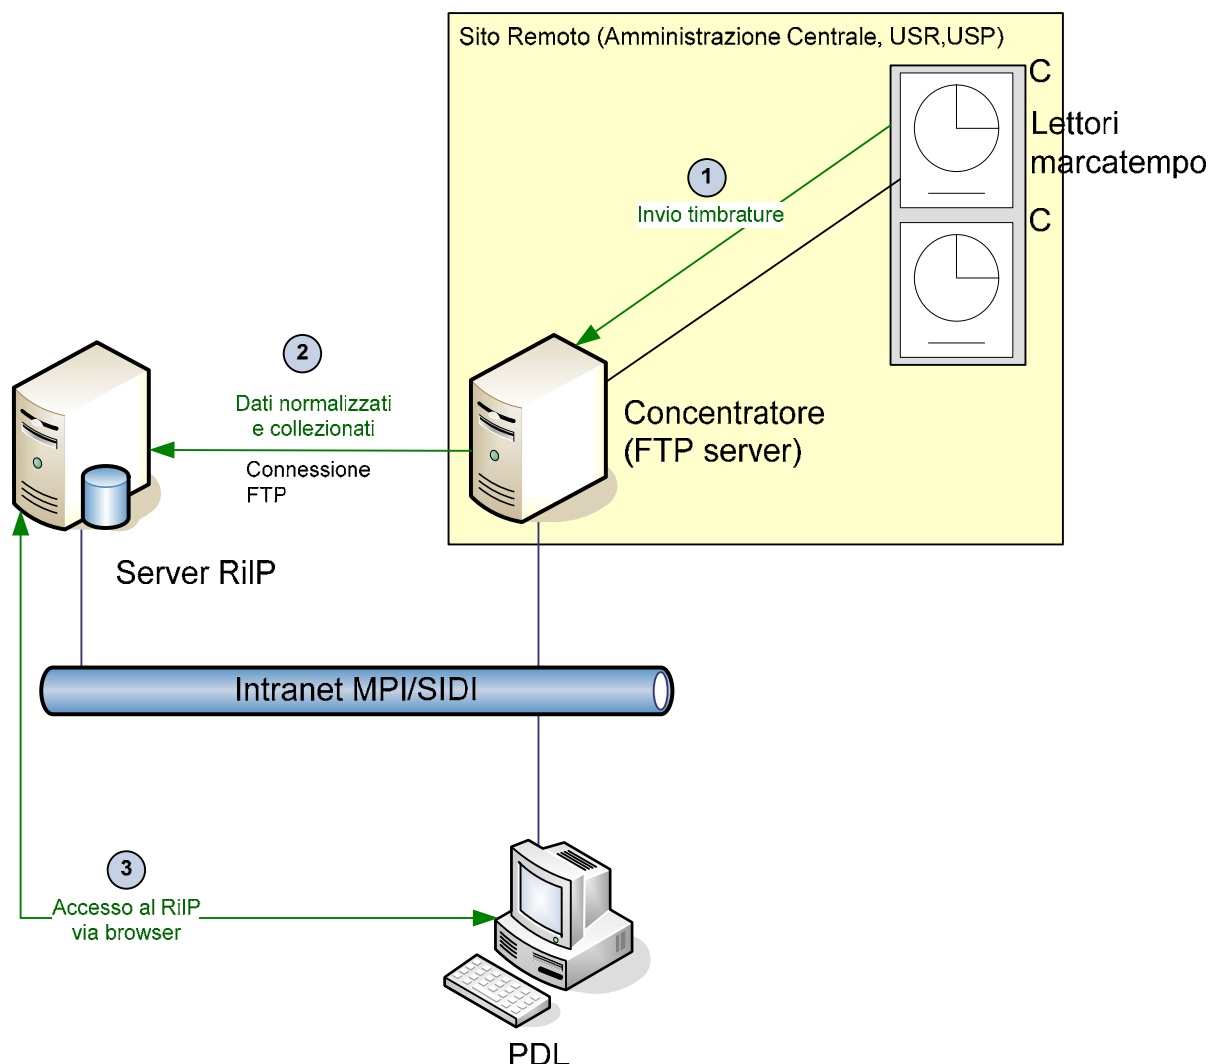 Sito Remoto (Amministrazione Centrale, USR,USP)
C
Lettori
marcatempo
1
Invio timbrature
C
2
Dati normalizzati
e collezionati
Connessione
FTP
Concentratore
(FTP server)
Server RilP
Intranet MPI/SIDI
3
Accesso al RilP
via browser
PDL